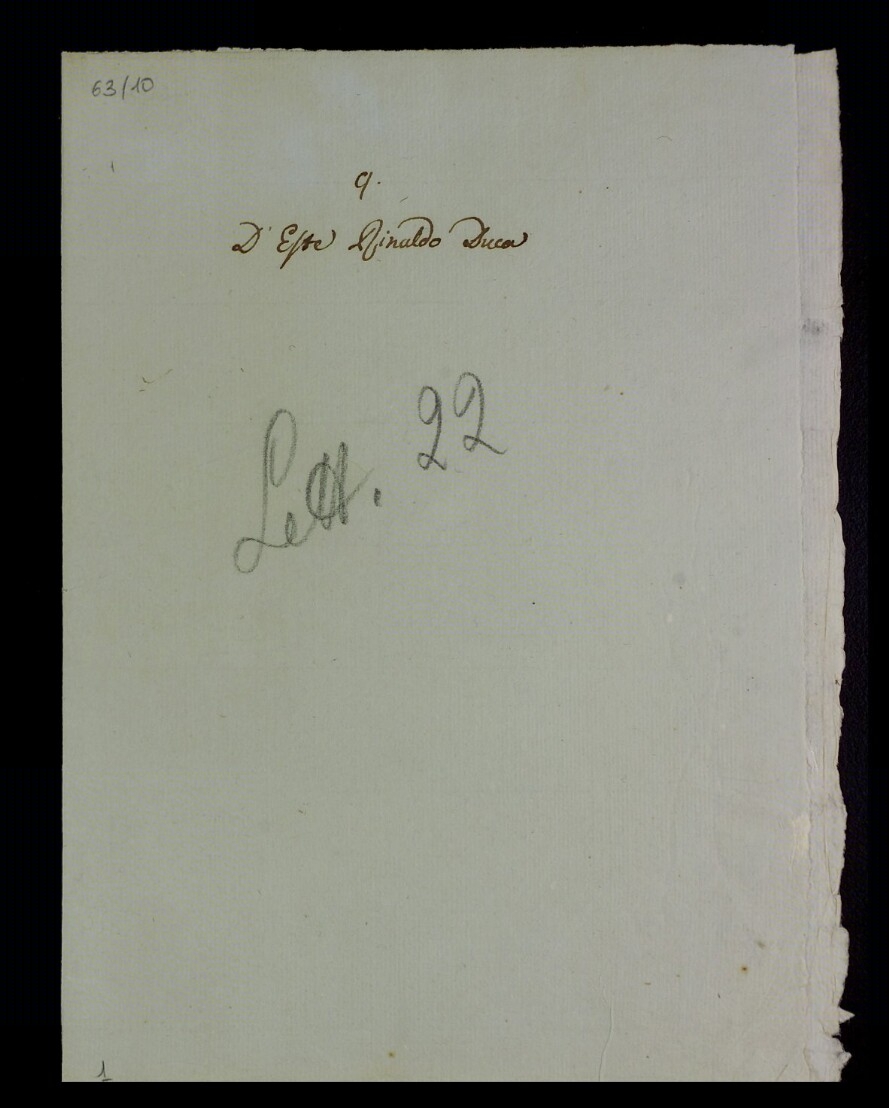 63/10
9.
D'Este Rinaldo Duca
Lett. 22
1